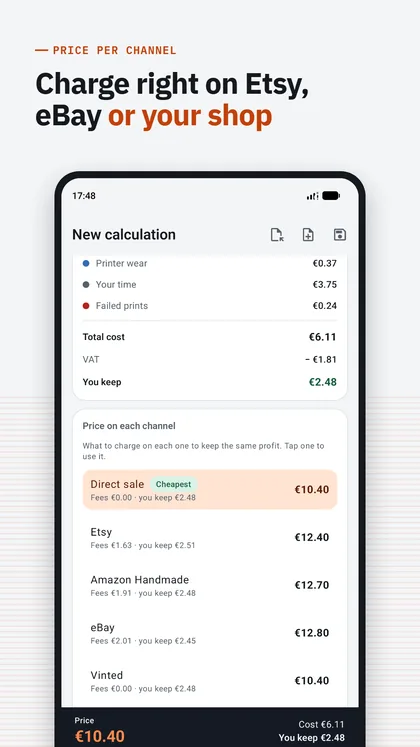 PRICE PER CHANNEL
Charge right on Etsy,
eBay or your shop
17:48
New calculation
Printer wear €0.37
Your time €3.75
Failed prints €0.24
Total cost €6.11
VAT − €1.81
You keep €2.48
Price on each channel
What to charge on each one to keep the same profit. Tap one to
use it.
Direct sale Cheapest €10.40
Fees €0.00 · you keep €2.48
Etsy €12.40
Fees €1.63 · you keep €2.51
Amazon Handmade €12.70
Fees €1.91 · you keep €2.48
eBay €12.80
Fees €2.01 · you keep €2.45
Vinted €10.40
Fees €0.00 · you keep €2.48
Price Cost €6.11
€10.40 You keep €2.48